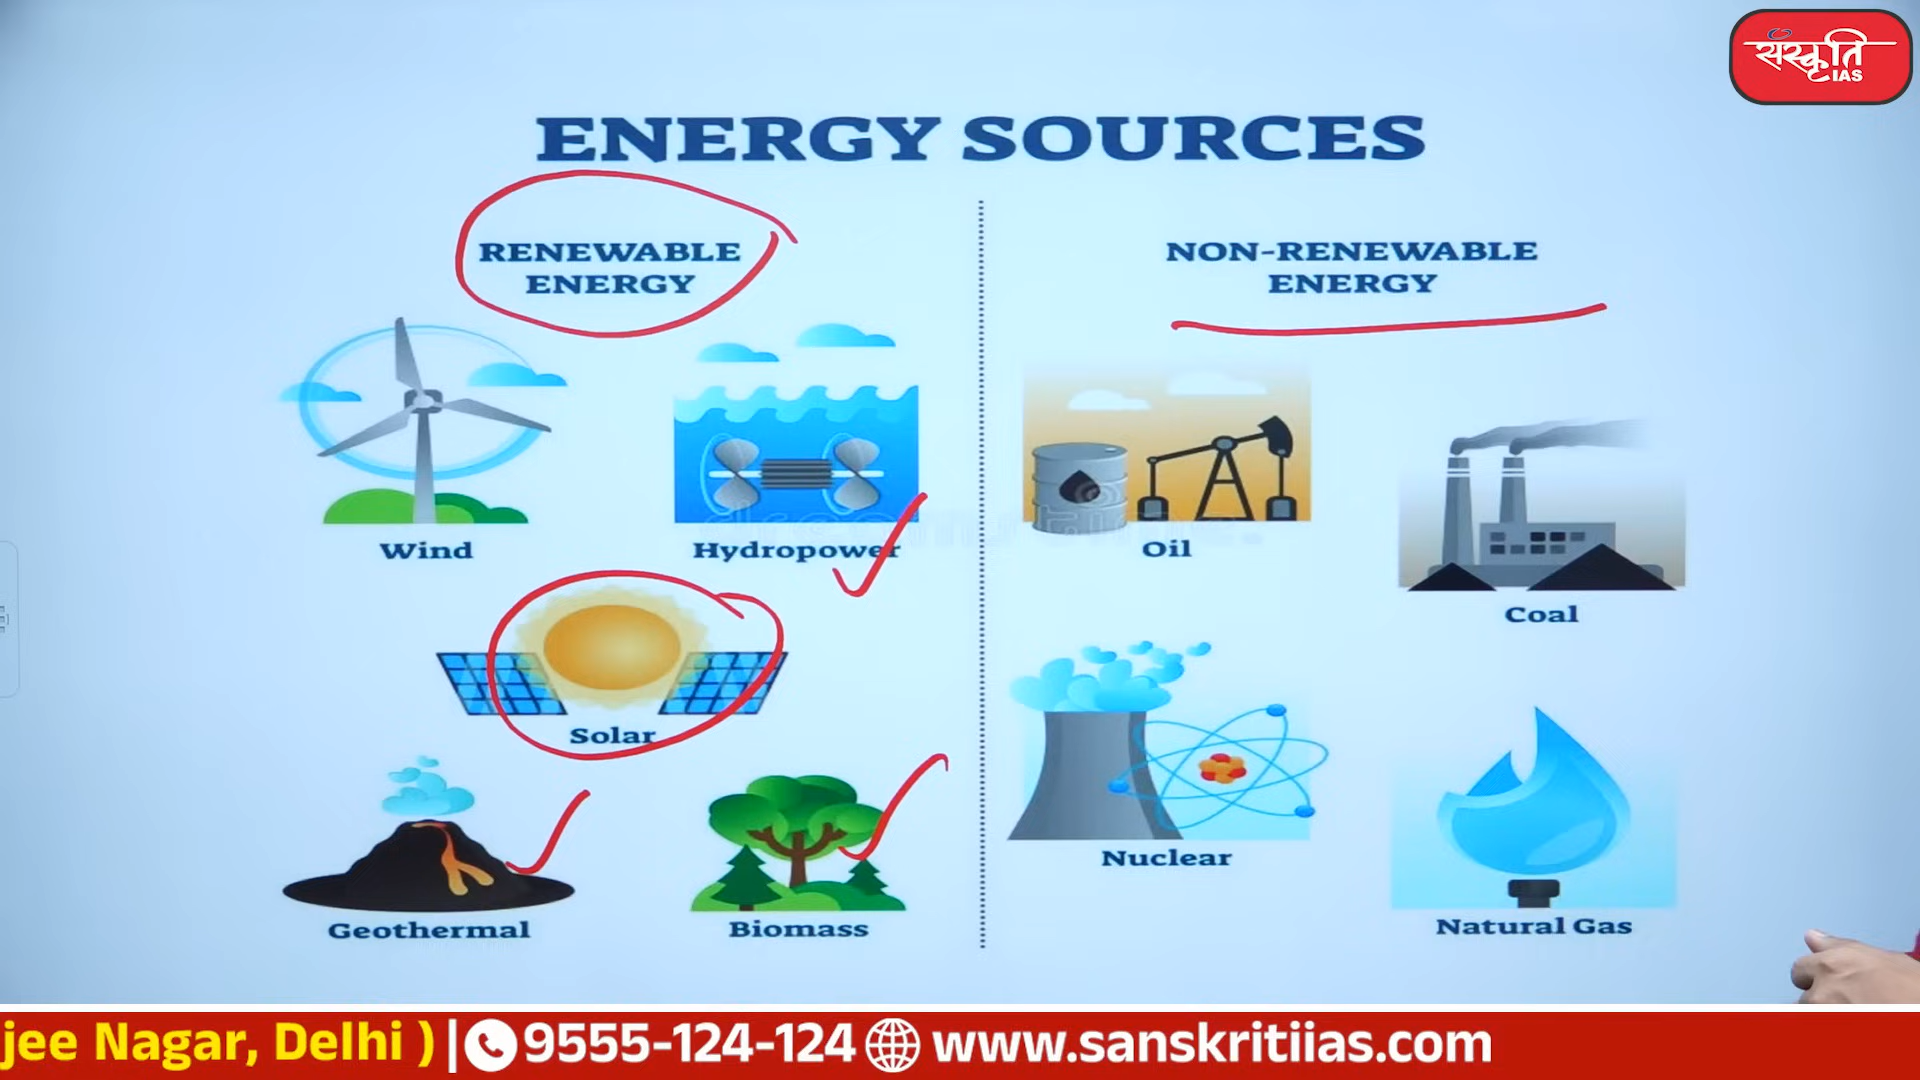 संस्कृति
IAS
ENERGY SOURCES
RENEWABLE
ENERGY
NON-RENEWABLE
ENERGY
Wind
Hydropower
Oil
Coal
Solar
Nuclear
Geothermal
Biomass
Natural Gas
dreamstime.
jee Nagar, Delhi ) | 9555-124-124 www.sanskritiias.com